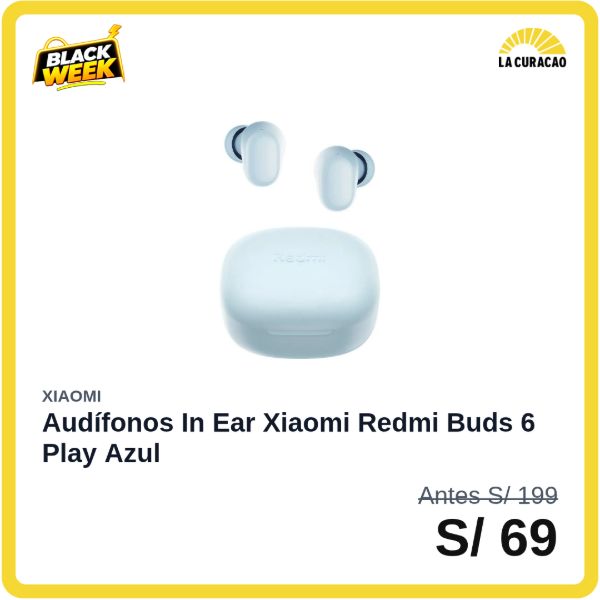 BLACK
WEEK
LA CURACAO
Redmi
XIAOMI
Audífonos In Ear Xiaomi Redmi Buds 6
Play Azul
Antes S/ 199
S/ 69